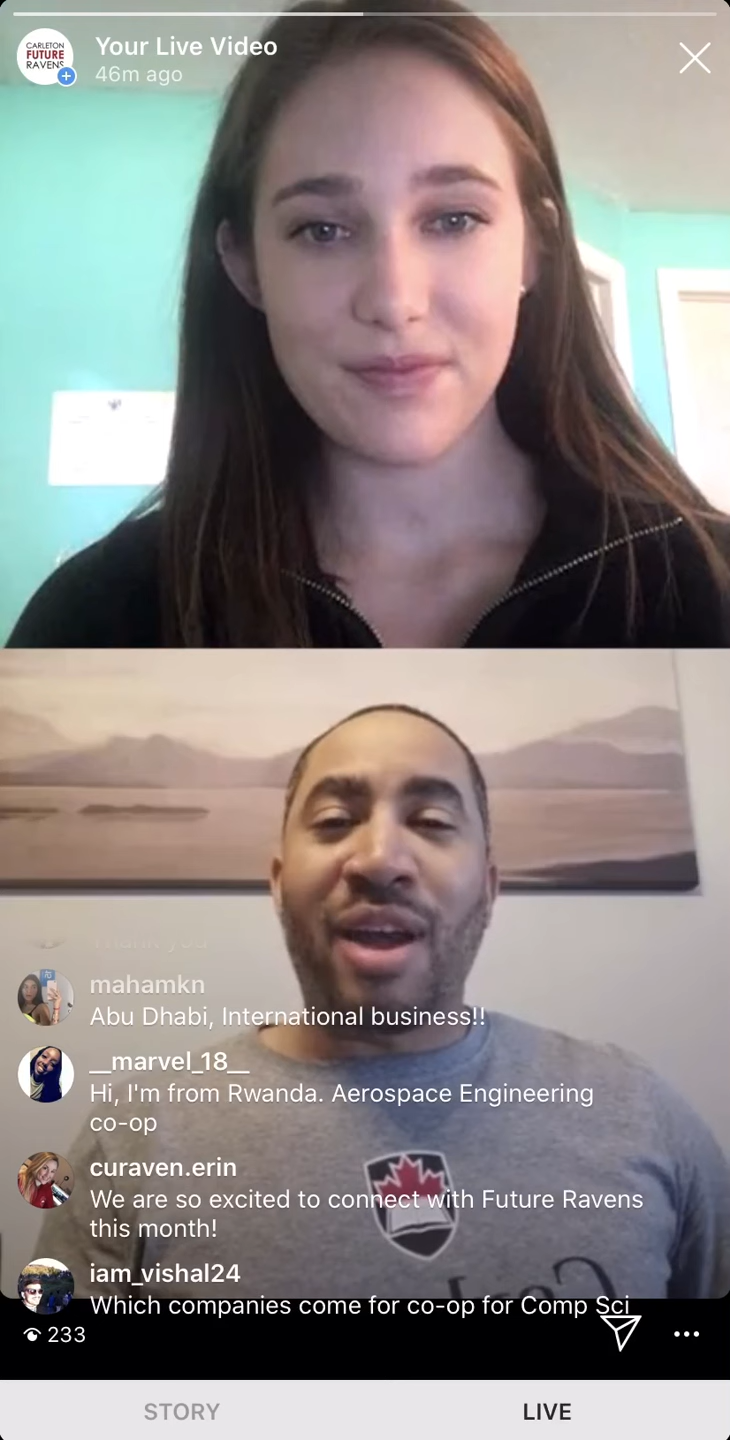 CARLETON
FUTURE
RAVENS
Your Live Video
46m ago
Thank you
mahamkn
Abu Dhabi, International business!!
__marvel_18__
Hi, I'm from Rwanda. Aerospace Engineering
co-op
curaven.erin
We are so excited to connect with Future Ravens
this month!
iam_vishal24
Which companies come for co-op for Comp Sci
233
STORY
LIVE